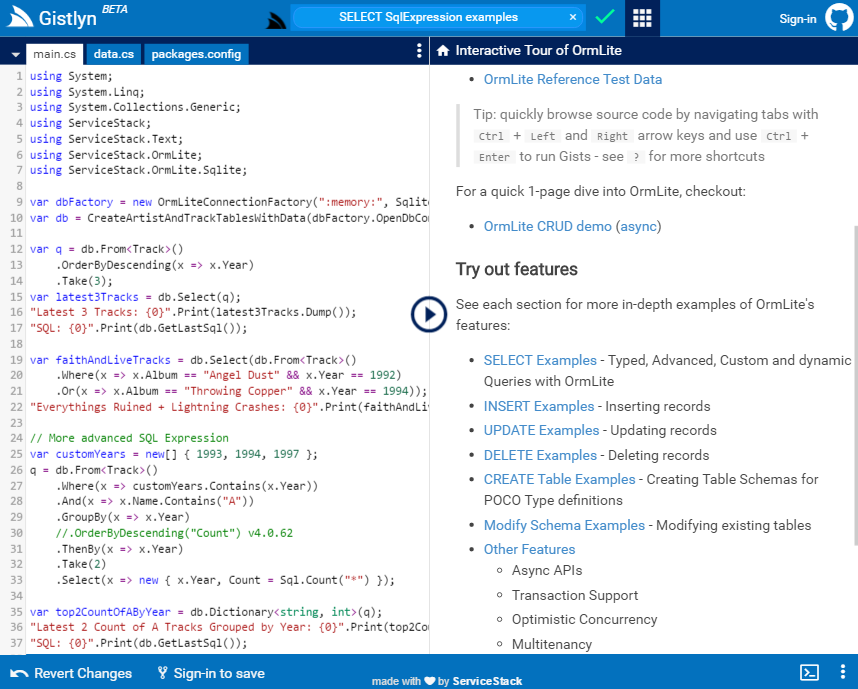 Gistlyn BETA
SELECT SqlExpression examples ×
Sign-in
main.cs data.cs packages.config
Interactive Tour of OrmLite
1 using System;
2 using System.Linq;
3 using System.Collections.Generic;
4 using ServiceStack;
5 using ServiceStack.Text;
6 using ServiceStack.OrmLite;
7 using ServiceStack.OrmLite.Sqlite;
8
9 var dbFactory = new OrmLiteConnectionFactory(":memory:", Sqlit
10 var db = CreateArtistAndTrackTablesWithData(dbFactory.OpenDbCo
11
12 var q = db.From<Track>()
13 .OrderByDescending(x => x.Year)
14 .Take(3);
15 var latest3Tracks = db.Select(q);
16 "Latest 3 Tracks: {0}".Print(latest3Tracks.Dump());
17 "SQL: {0}".Print(db.GetLastSql());
18
19 var faithAndLiveTracks = db.Select(db.From<Track>()
20 .Where(x => x.Album == "Angel Dust" && x.Year == 1992)
21 .Or(x => x.Album == "Throwing Copper" && x.Year == 1994));
22 "Everythings Ruined + Lightning Crashes: {0}".Print(faithAndLi
23
24 // More advanced SQL Expression
25 var customYears = new[] { 1993, 1994, 1997 };
26 q = db.From<Track>()
27 .Where(x => customYears.Contains(x.Year))
28 .And(x => x.Name.Contains("A"))
29 .GroupBy(x => x.Year)
30 //.OrderByDescending("Count") v4.0.62
31 .ThenBy(x => x.Year)
32 .Take(2)
33 .Select(x => new { x.Year, Count = Sql.Count("*") });
34
35 var top2CountOfAByYear = db.Dictionary<string, int>(q);
36 "Latest 2 Count of A Tracks Grouped by Year: {0}".Print(top2Co
37 "SQL: {0}".Print(db.GetLastSql());
• OrmLite Reference Test Data
Tip: quickly browse source code by navigating tabs with
Ctrl + Left and Right arrow keys and use Ctrl +
Enter to run Gists - see ? for more shortcuts
For a quick 1-page dive into OrmLite, checkout:
• OrmLite CRUD demo (async)
Try out features
See each section for more in-depth examples of OrmLite's
features:
• SELECT Examples - Typed, Advanced, Custom and dynamic
Queries with OrmLite
• INSERT Examples - Inserting records
• UPDATE Examples - Updating records
• DELETE Examples - Deleting records
• CREATE Table Examples - Creating Table Schemas for
POCO Type definitions
• Modify Schema Examples - Modifying existing tables
• Other Features
Async APIs
Transaction Support
Optimistic Concurrency
Multitenancy
Revert Changes Sign-in to save
made with ♥ by ServiceStack